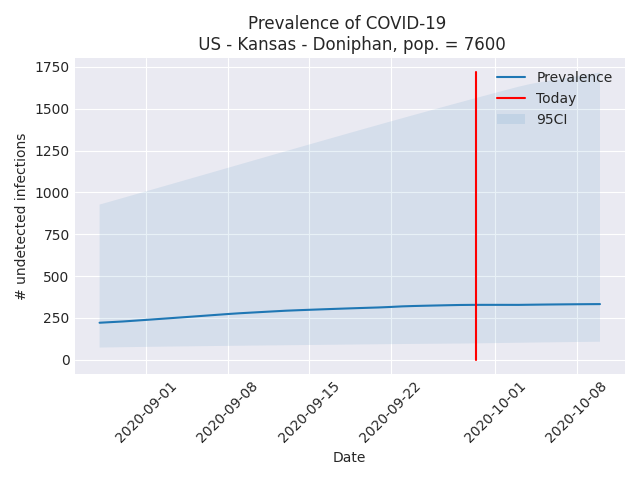 Prevalence of COVID-19
US - Kansas - Doniphan, pop. = 7600
1750
1500
1250
1000
750
500
250
0
# undetected infections
Prevalence
Today
95CI
2020-09-01
2020-09-08
2020-09-15
2020-09-22
2020-10-01
2020-10-08
Date